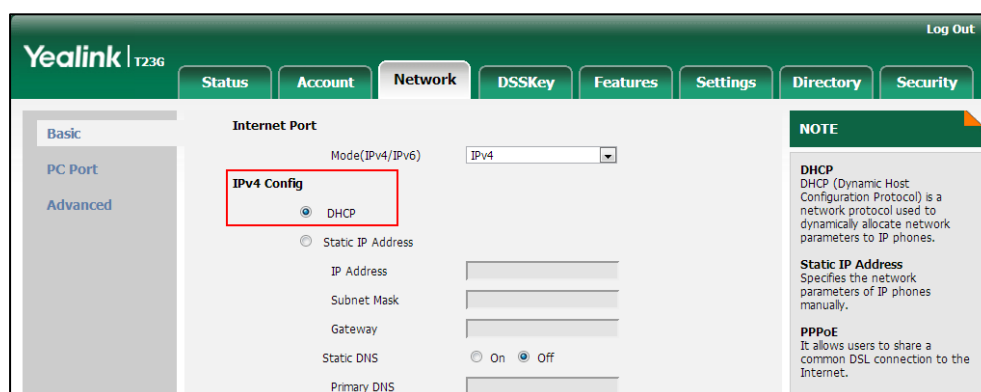 Log Out
Yealink | T23G
Status Account Network DSSKey Features Settings Directory Security
Basic
PC Port
Advanced
Internet Port
Mode(IPv4/IPv6) IPv4
IPv4 Config
DHCP
Static IP Address
IP Address
Subnet Mask
Gateway
Static DNS On Off
Primary DNS
NOTE
DHCP
DHCP (Dynamic Host
Configuration Protocol) is a
network protocol used to
dynamically allocate network
parameters to IP phones.
Static IP Address
Specifies the network
parameters of IP phones
manually.
PPPoE
It allows users to share a
common DSL connection to the
Internet.